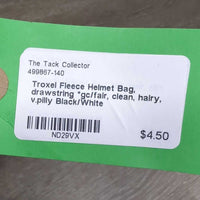 The Tack Collector
499867-140
Troxel Fleece Helmet Bag,
drawstring *gc/fair, clean, hairy,
v.pilly Black/White
ND29VX
$4.50